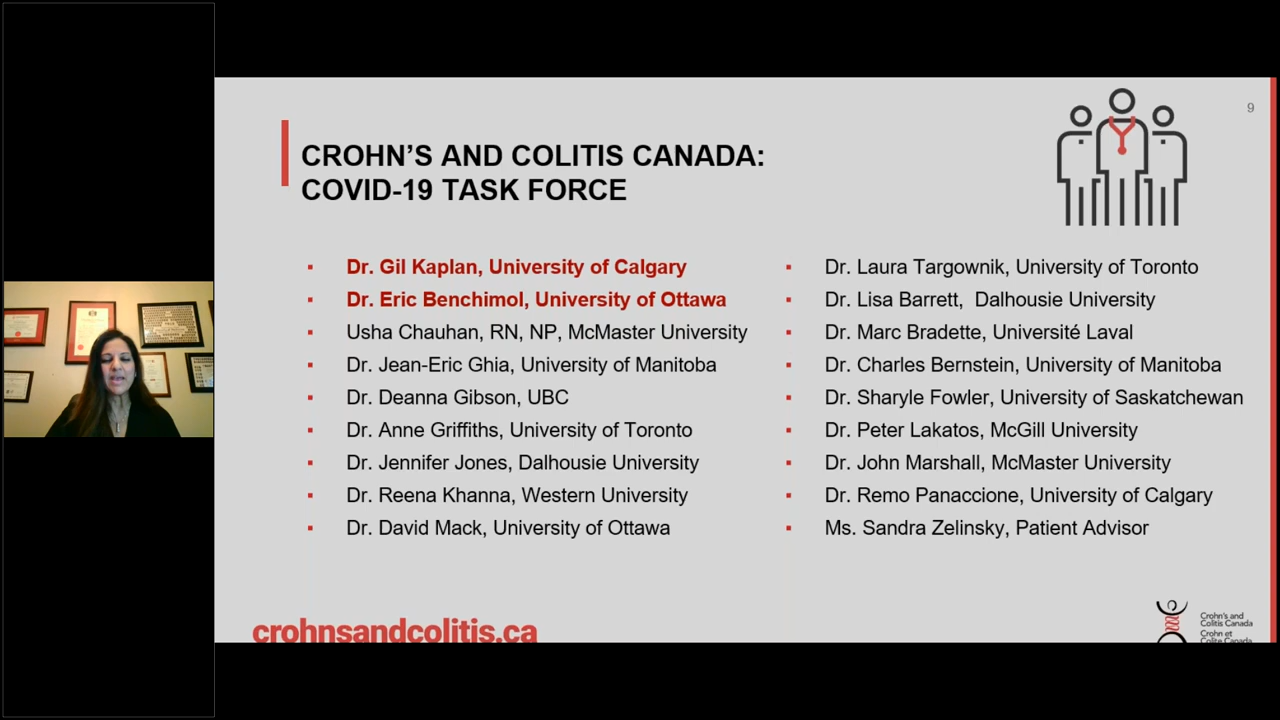 9
CROHN'S AND COLITIS CANADA:
COVID-19 TASK FORCE
Dr. Gil Kaplan, University of Calgary
Dr. Eric Benchimol, University of Ottawa
Usha Chauhan, RN, NP, McMaster University
Dr. Jean-Eric Ghia, University of Manitoba
Dr. Deanna Gibson, UBC
Dr. Anne Griffiths, University of Toronto
Dr. Jennifer Jones, Dalhousie University
Dr. Reena Khanna, Western University
Dr. David Mack, University of Ottawa
Dr. Laura Targownik, University of Toronto
Dr. Lisa Barrett, Dalhousie University
Dr. Marc Bradette, Université Laval
Dr. Charles Bernstein, University of Manitoba
Dr. Sharyle Fowler, University of Saskatchewan
Dr. Peter Lakatos, McGill University
Dr. John Marshall, McMaster University
Dr. Remo Panaccione, University of Calgary
Ms. Sandra Zelinsky, Patient Advisor
crohnsandcolitis.ca
Crohn's and
Colitis Canada
Crohn et
Colite Canada